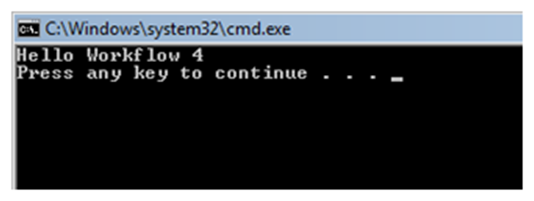 C:\Windows\system32\cmd.exe
Hello Workflow 4
Press any key to continue . . . _